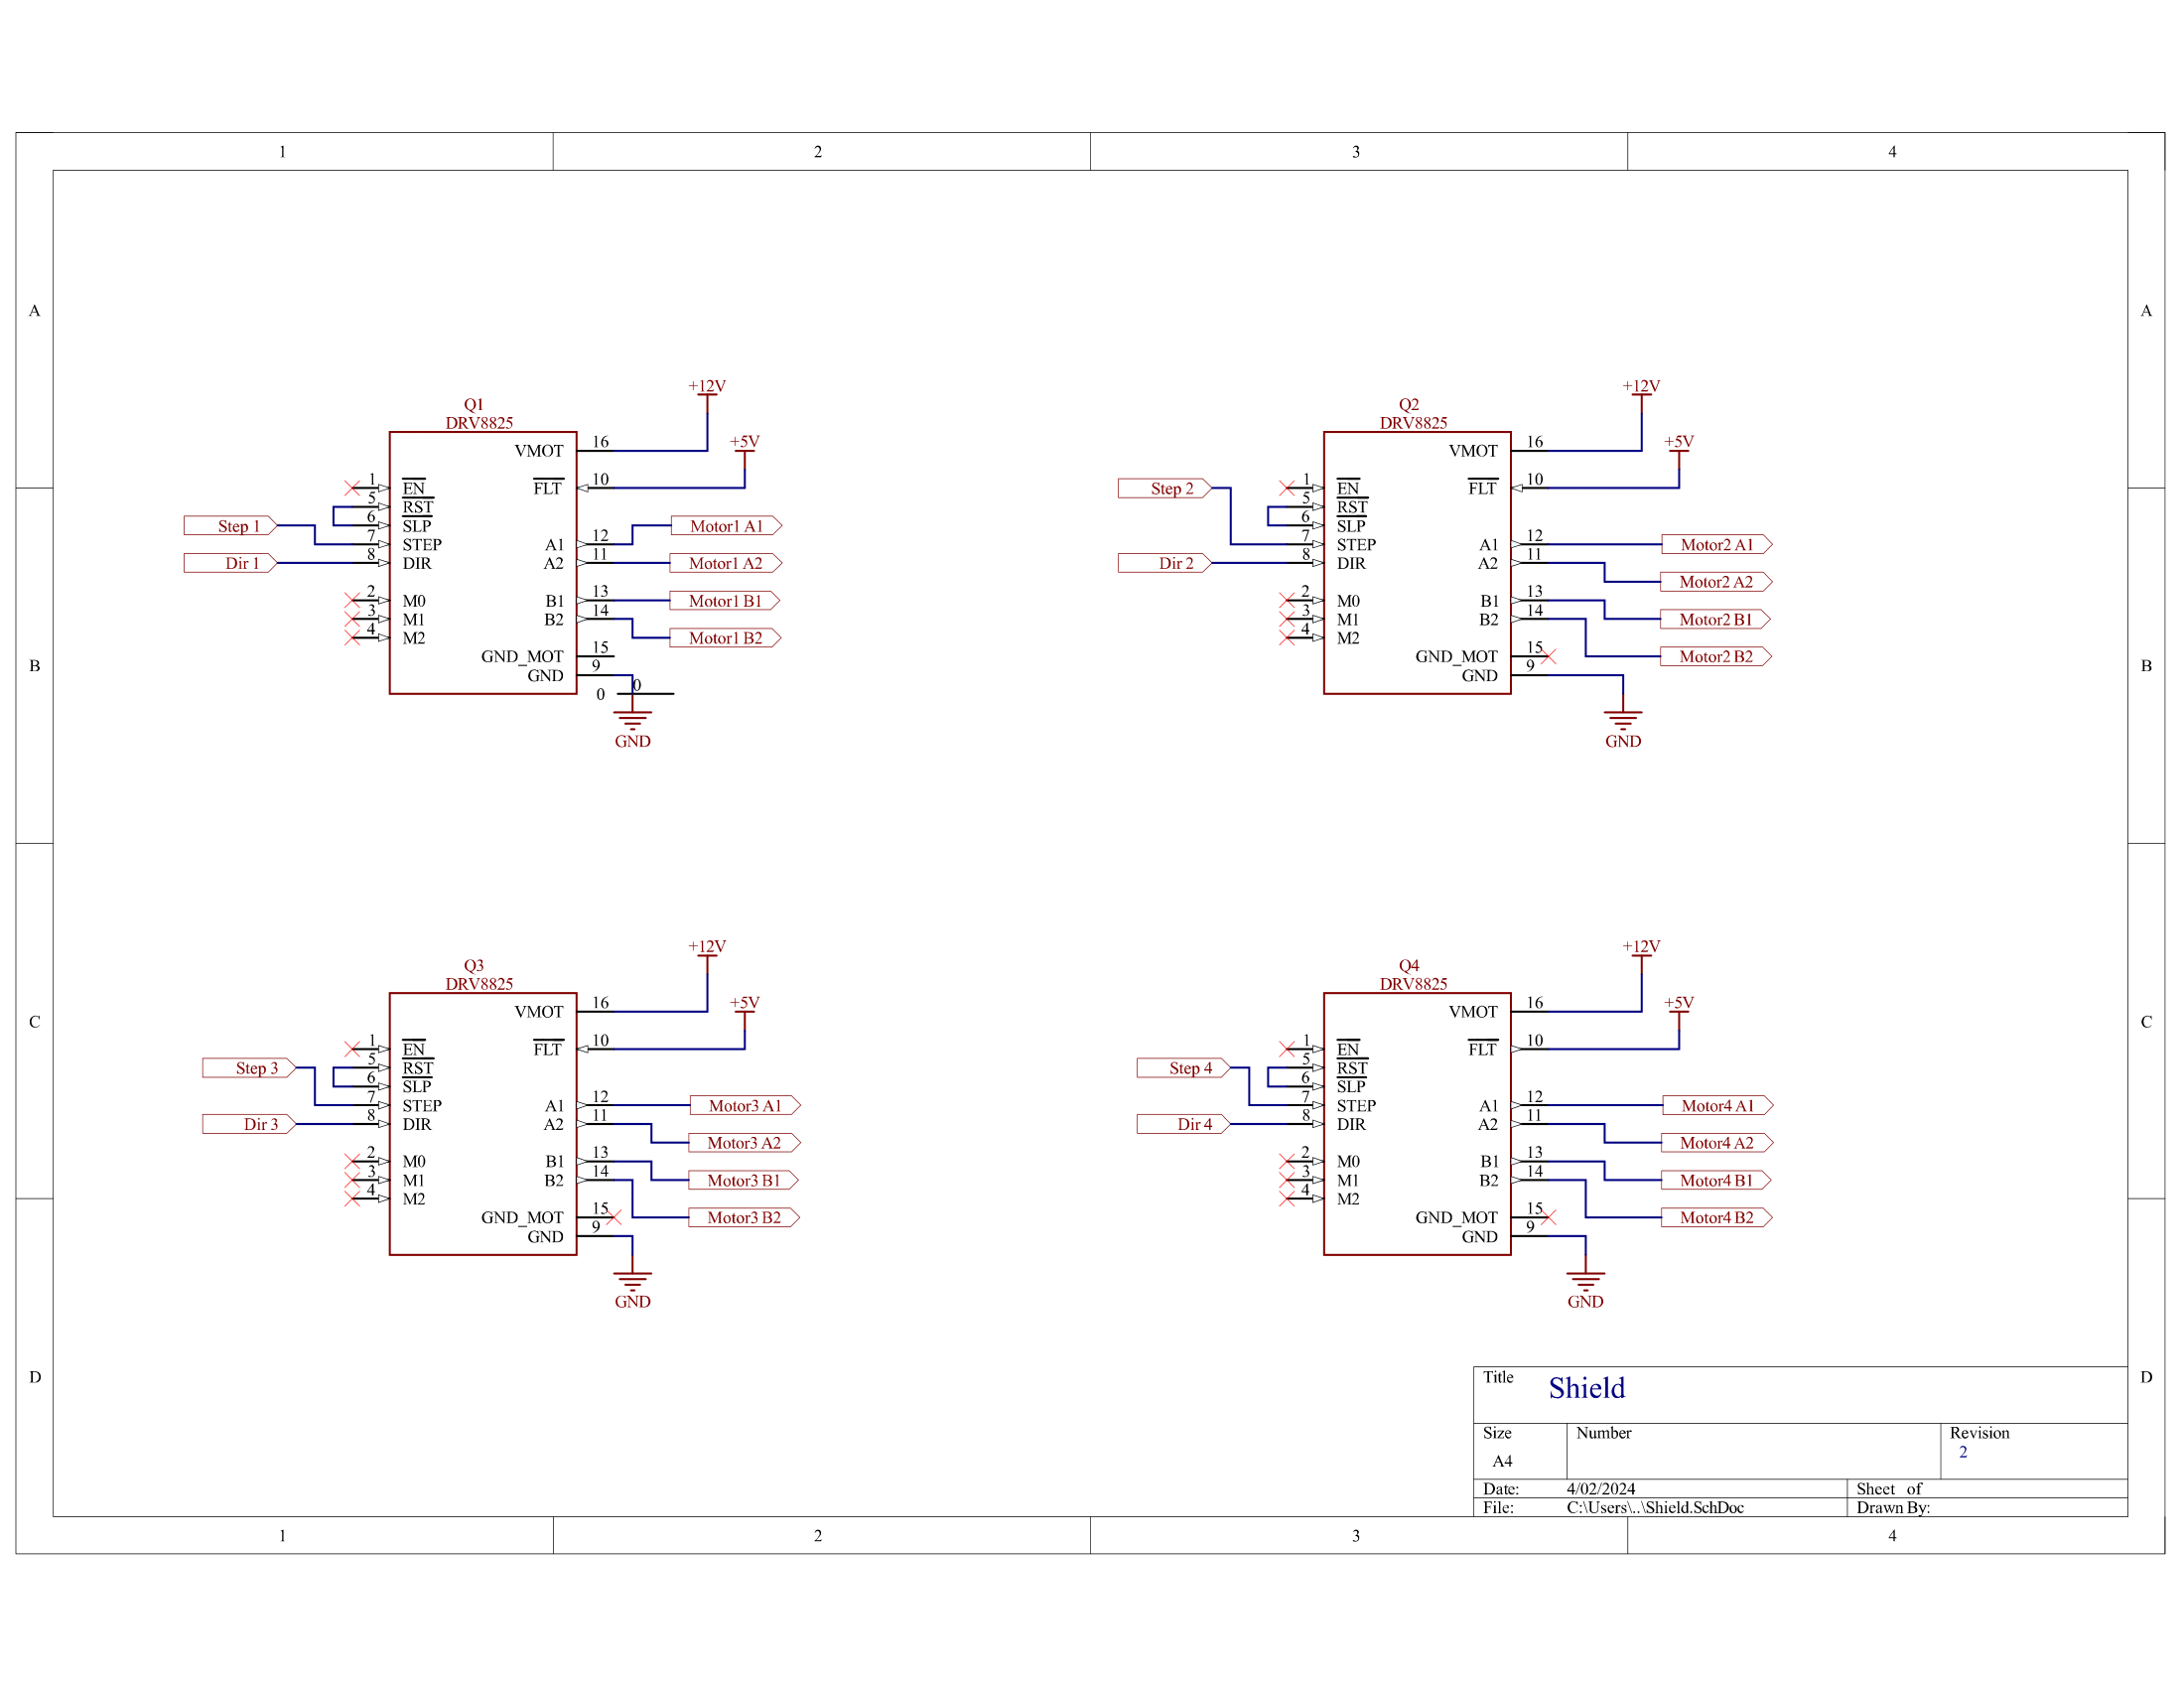 1 2 3 4
A A
B B
C C
D D
Q1
DRV8825
+12V
+5V
VMOT 16
1 EN
FLT 10
5 RST
6 SLP
Step 1
7 STEP
A1 12
Motor1 A1
Dir 1
8 DIR
A2 11
Motor1 A2
2 M0
B1 13
Motor1 B1
3 M1
B2 14
4 M2
Motor1 B2
GND_MOT 15
GND 9
0 0
GND
Q2
DRV8825
+12V
+5V
VMOT 16
Step 2
1 EN
FLT 10
5 RST
6 SLP
7 STEP
A1 12
Motor2 A1
Dir 2
8 DIR
A2 11
Motor2 A2
2 M0
B1 13
3 M1
B2 14
Motor2 B1
4 M2
GND_MOT 15
Motor2 B2
GND 9
GND
Q3
DRV8825
+12V
+5V
VMOT 16
1 EN
FLT 10
Step 3
5 RST
6 SLP
7 STEP
A1 12
Motor3 A1
Dir 3
8 DIR
A2 11
Motor3 A2
2 M0
B1 13
3 M1
B2 14
Motor3 B1
4 M2
GND_MOT 15
Motor3 B2
GND 9
GND
Q4
DRV8825
+12V
+5V
VMOT 16
1 EN
FLT 10
Step 4
5 RST
6 SLP
7 STEP
A1 12
Motor4 A1
Dir 4
8 DIR
A2 11
Motor4 A2
2 M0
B1 13
3 M1
B2 14
Motor4 B1
4 M2
GND_MOT 15
Motor4 B2
GND 9
GND
Title Shield
Size Number Revision
A4 2
Date: 4/02/2024 Sheet of
File: C:\Users\..\Shield.SchDoc Drawn By:
1 2 3 4